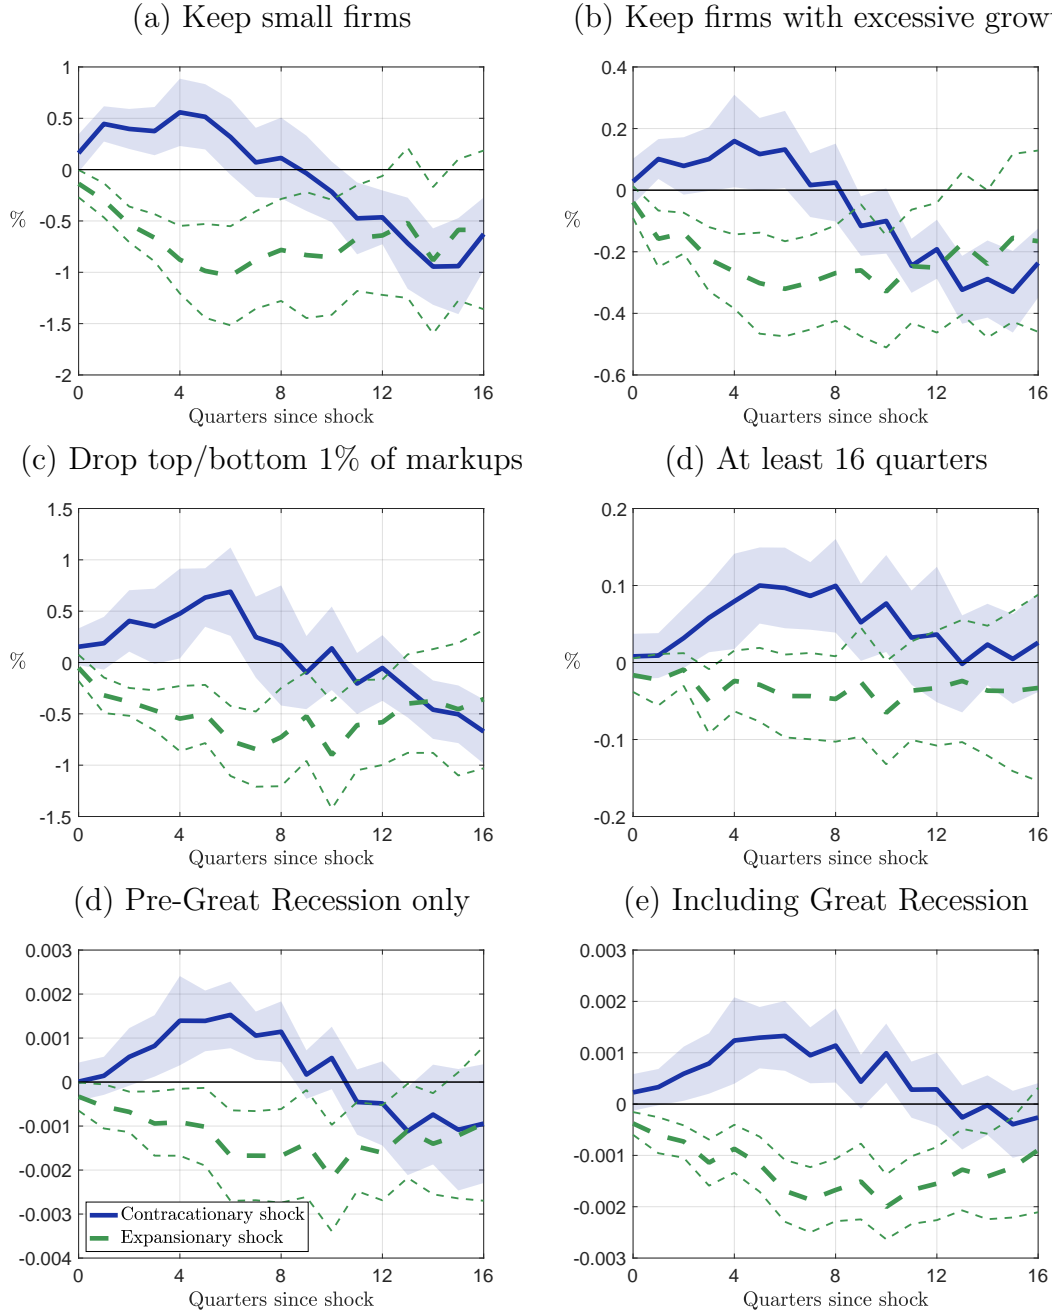 (a) Keep small firms
1
0.5
0
-0.5
-1
-1.5
-2
%
0 4 8 12 16
Quarters since shock
(b) Keep firms with excessive grow
0.4
0.2
0
-0.2
-0.4
-0.6
%
0 4 8 12 16
Quarters since shock
(c) Drop top/bottom 1% of markups
1.5
1
0.5
0
-0.5
-1
-1.5
%
0 4 8 12 16
Quarters since shock
(d) At least 16 quarters
0.2
0.1
0
-0.1
-0.2
%
0 4 8 12 16
Quarters since shock
(d) Pre-Great Recession only
0.003
0.002
0.001
0
-0.001
-0.002
-0.003
-0.004
Contracationary shock
Expansionary shock
0 4 8 12 16
Quarters since shock
(e) Including Great Recession
0.003
0.002
0.001
0
-0.001
-0.002
-0.003
0 4 8 12 16
Quarters since shock